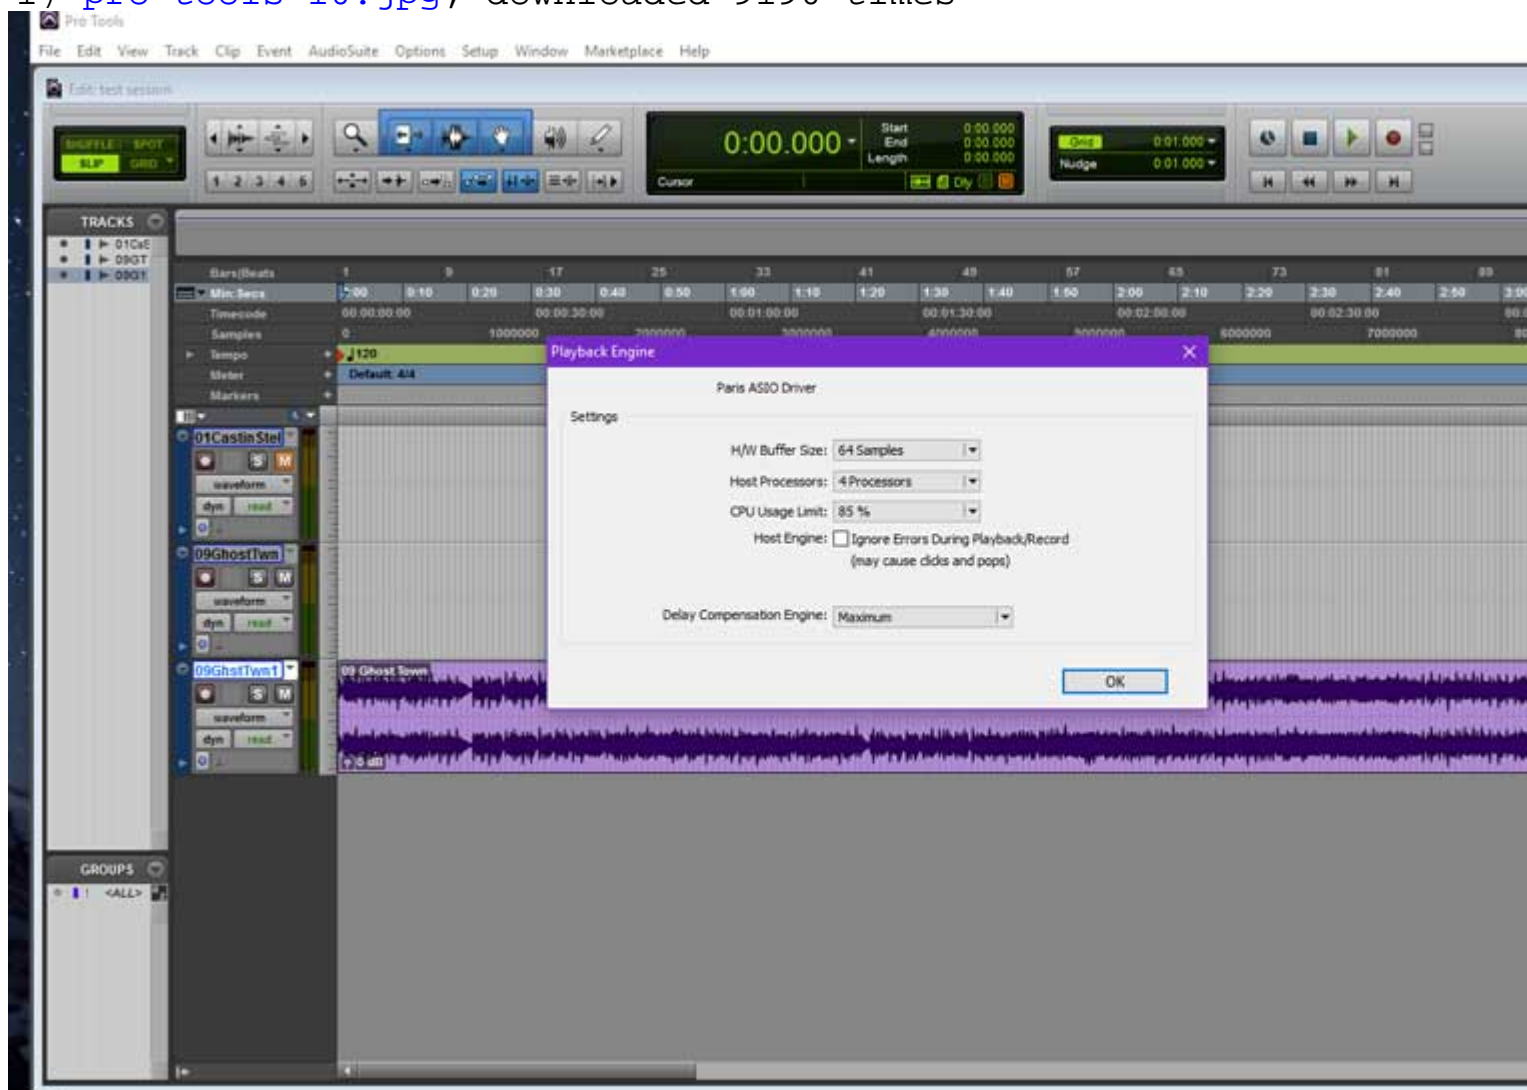 Pro Tools
File Edit View Track Clip Event AudioSuite Options Setup Window Marketplace Help
Edit: test session
SHUFFLE SPOT
SLIP GRID
1 2 3 4 5
0:00.000
Start 0:00.000
End 0:00.000
Length 0:00.000
Cursor
Dly
Grid 0:01.000
Nudge 0:01.000
TRACKS
01CaS
09GT
09G1
Bars|Beats 1 9 17 25 33 41 49 57 65 73 81 89
Min:Secs 0:00 0:10 0:20 0:30 0:40 0:50 1:00 1:10 1:20 1:30 1:40 1:50 2:00 2:10 2:20 2:30 2:40 2:50 3:00
Timecode 00:00:00:00 00:00:30:00 00:01:00:00 00:01:30:00 00:02:00:00 00:02:30:00
Samples 0 1000000 2000000 3000000 4000000 5000000 6000000 7000000
Tempo 120
Meter Default: 4/4
Markers
Playback Engine
Paris ASIO Driver
Settings
H/W Buffer Size: 64 Samples
Host Processors: 4 Processors
CPU Usage Limit: 85 %
Host Engine: Ignore Errors During Playback/Record
(may cause clicks and pops)
Delay Compensation Engine: Maximum
OK
01CastinStel
S M
waveform
dyn read
09GhostTwn
S M
waveform
dyn read
09GhstTwn1
S M
waveform
dyn read
09 Ghost Town
0 dB
GROUPS
! <ALL>